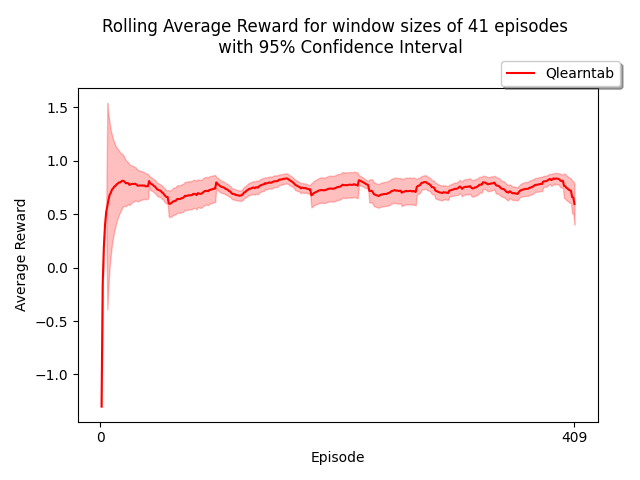 Rolling Average Reward for window sizes of 41 episodes
with 95% Confidence Interval
Qlearntab
1.5
1.0
0.5
0.0
−0.5
−1.0
Average Reward
0
409
Episode